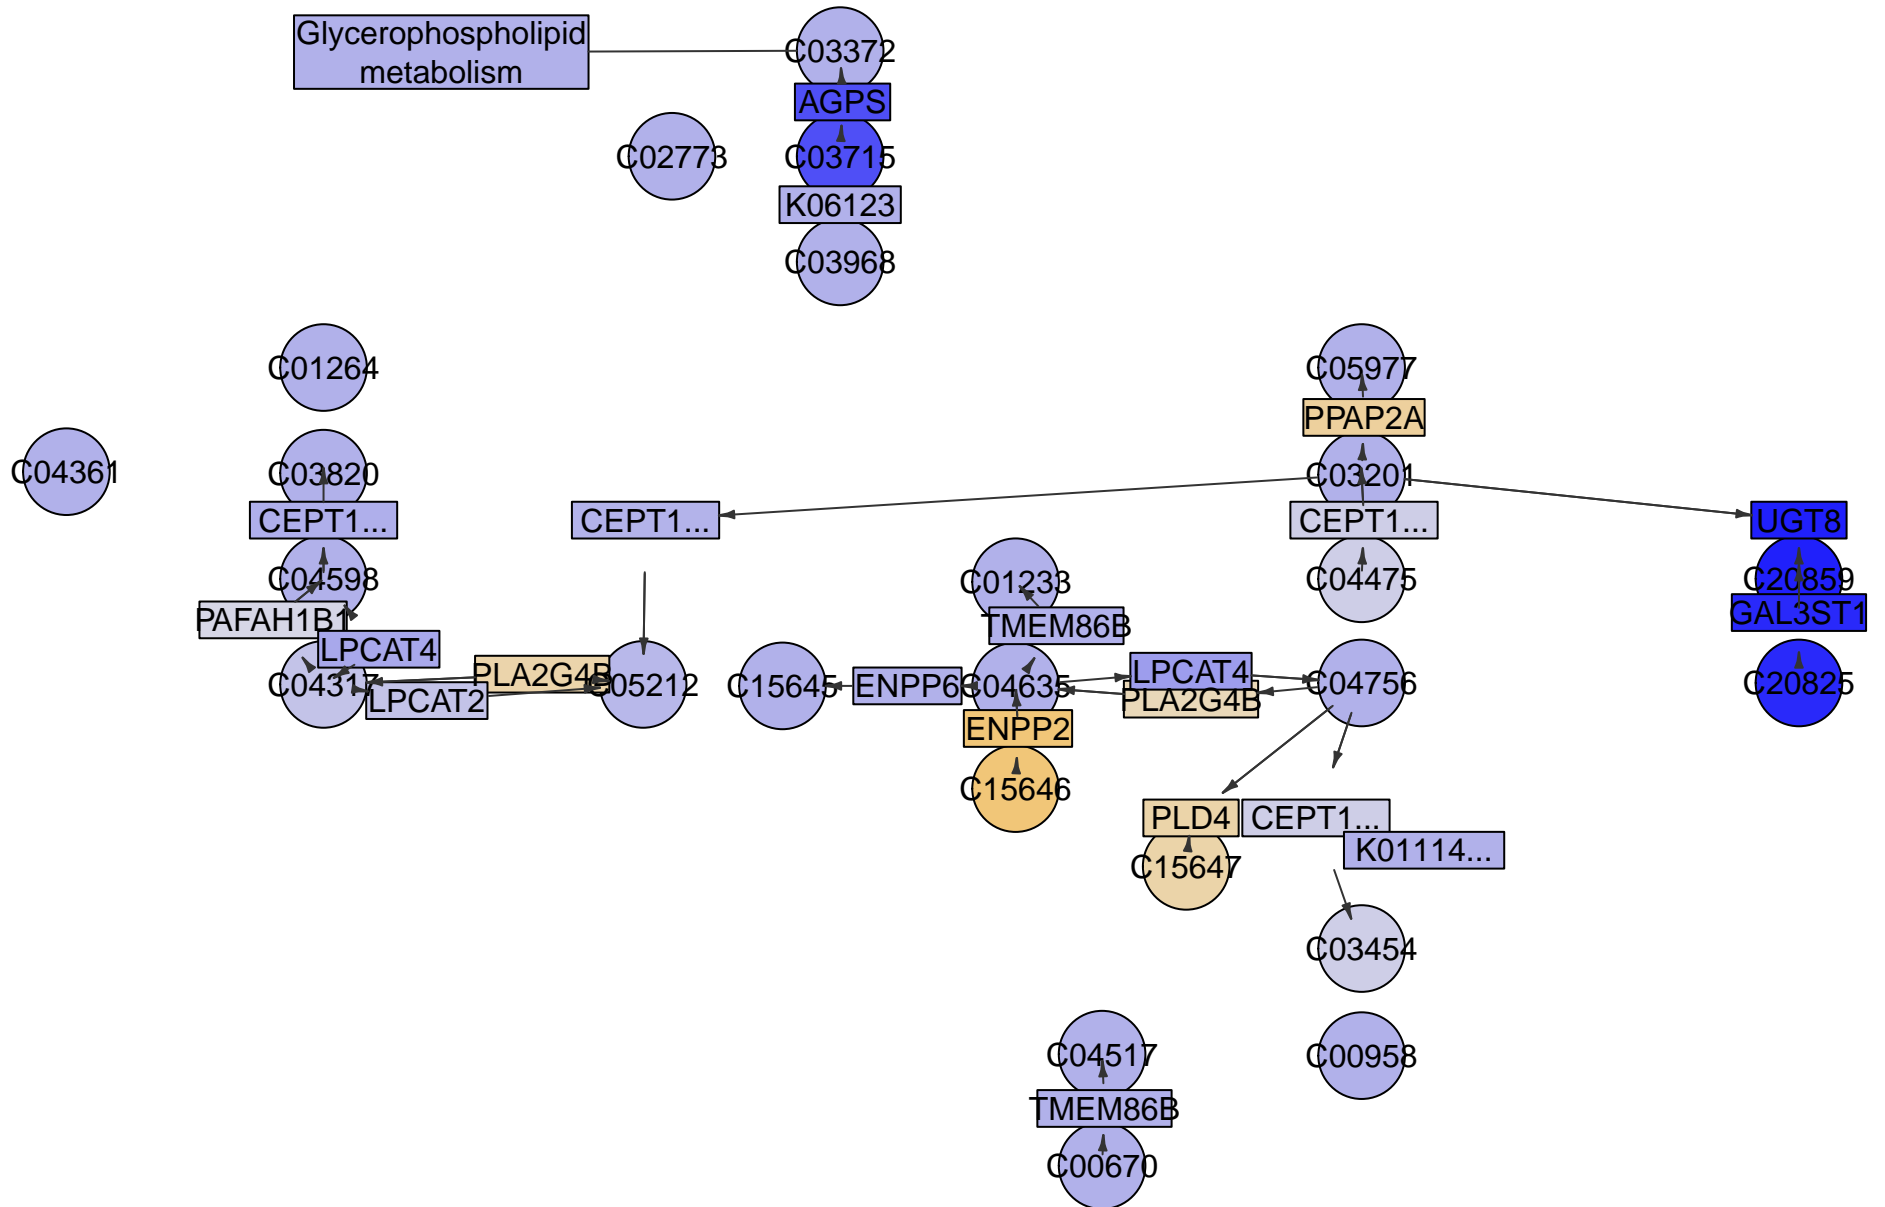 Glycerophospholipid
metabolism
C03372
AGPS
C02773
C03715
K06123
C03968
C01264
C05977
PPAP2A
C04361
C03820
C03201
CEPT1...
CEPT1...
CEPT1...
UGT8
C04598
C01233
C04475
C20859
PAFAH1B1
TMEM86B
GAL3ST1
LPCAT4
C04317
PLA2G4B
LPCAT2
C05212
C15645
ENPP6
C04635
LPCAT4
PLA2G4B
C04756
C20825
ENPP2
C15646
PLD4
CEPT1...
K01114...
C15647
C03454
C04517
C00958
TMEM86B
C00670